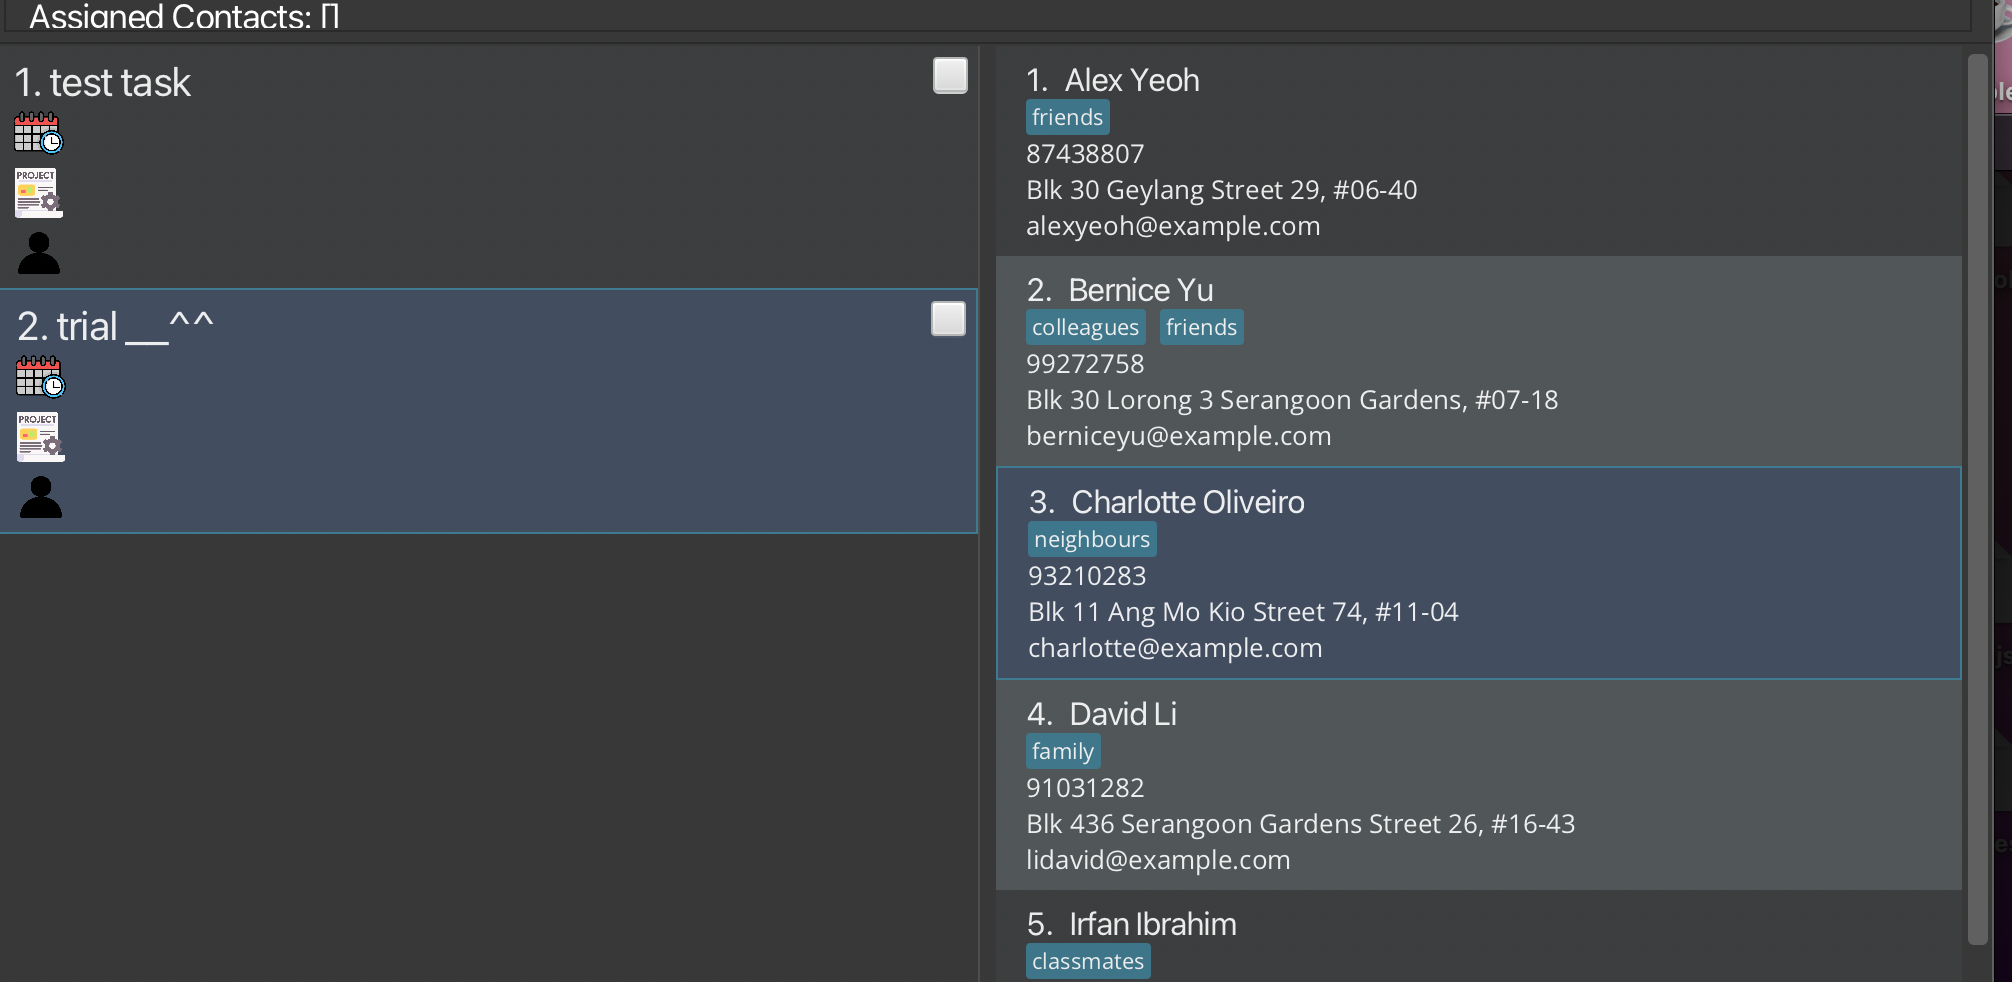 Assigned Contacts: []
1. test task
PROJECT
2. trial __^^
PROJECT
1. Alex Yeoh
friends
87438807
Blk 30 Geylang Street 29, #06-40
alexyeoh@example.com
2. Bernice Yu
colleagues friends
99272758
Blk 30 Lorong 3 Serangoon Gardens, #07-18
berniceyu@example.com
3. Charlotte Oliveiro
neighbours
93210283
Blk 11 Ang Mo Kio Street 74, #11-04
charlotte@example.com
4. David Li
family
91031282
Blk 436 Serangoon Gardens Street 26, #16-43
lidavid@example.com
5. Irfan Ibrahim
classmates